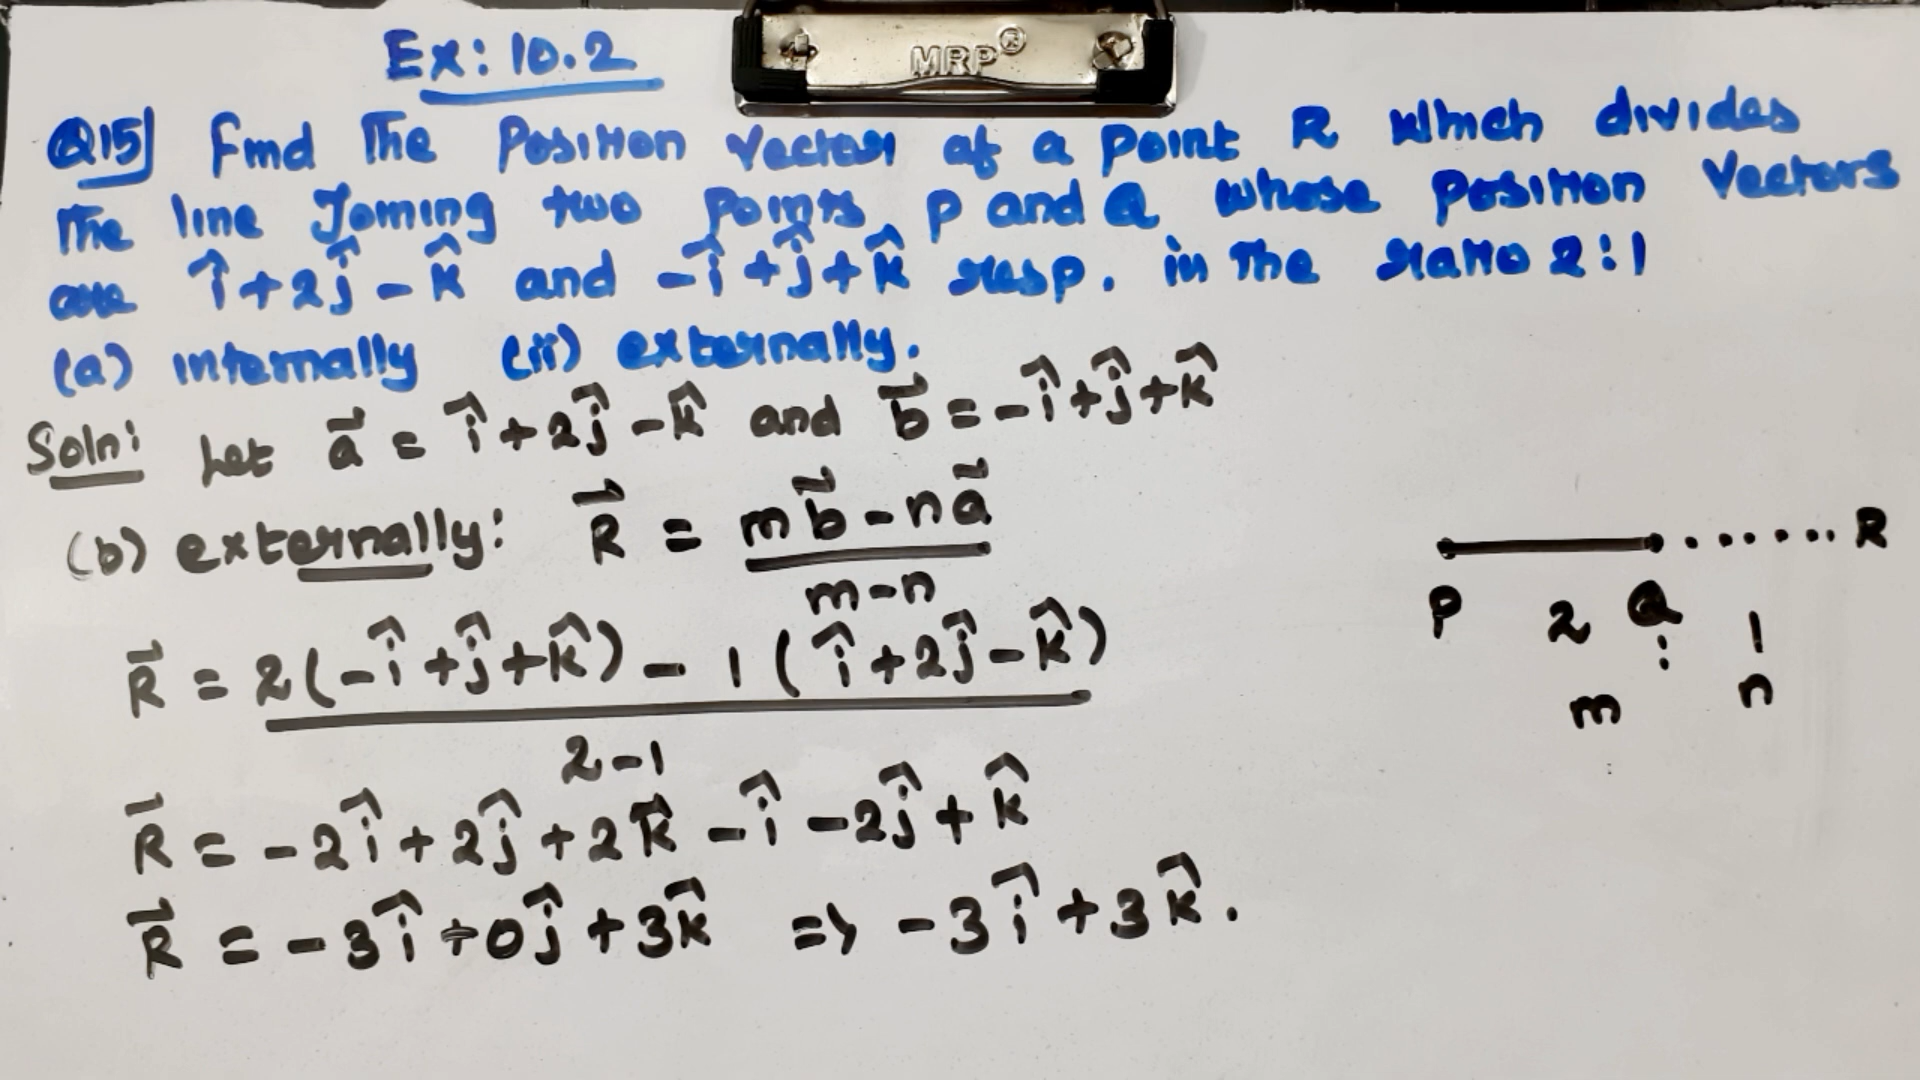 MRP®
Ex: 10.2
Q15] Find The Position Vector of a point R which divides
The line Joining two points P and Q whose position Vectors
are î+2ĵ-k̂ and -î+ĵ+k̂ resp. in The ratio 2:1
(a) internally (ii) externally.
Soln: Let a⃗ = î+2ĵ-k̂ and b⃗ = -î+ĵ+k̂
(b) externally: R⃗ = mb⃗-na⃗
m-n
R⃗ = 2(-î+ĵ+k̂) - 1(î+2ĵ-k̂)
2-1
R⃗ = -2î+2ĵ+2k̂-î-2ĵ+k̂
R⃗ = -3î+0ĵ+3k̂ => -3î+3k̂.
R
P 2 Q 1
m : n